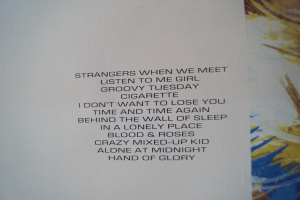 STRANGERS WHEN WE MEET
LISTEN TO ME GIRL
GROOVY TUESDAY
CIGARETTE
I DON'T WANT TO LOSE YOU
TIME AND TIME AGAIN
BEHIND THE WALL OF SLEEP
IN A LONELY PLACE
BLOOD & ROSES
CRAZY MIXED-UP KID
ALONE AT MIDNIGHT
HAND OF GLORY